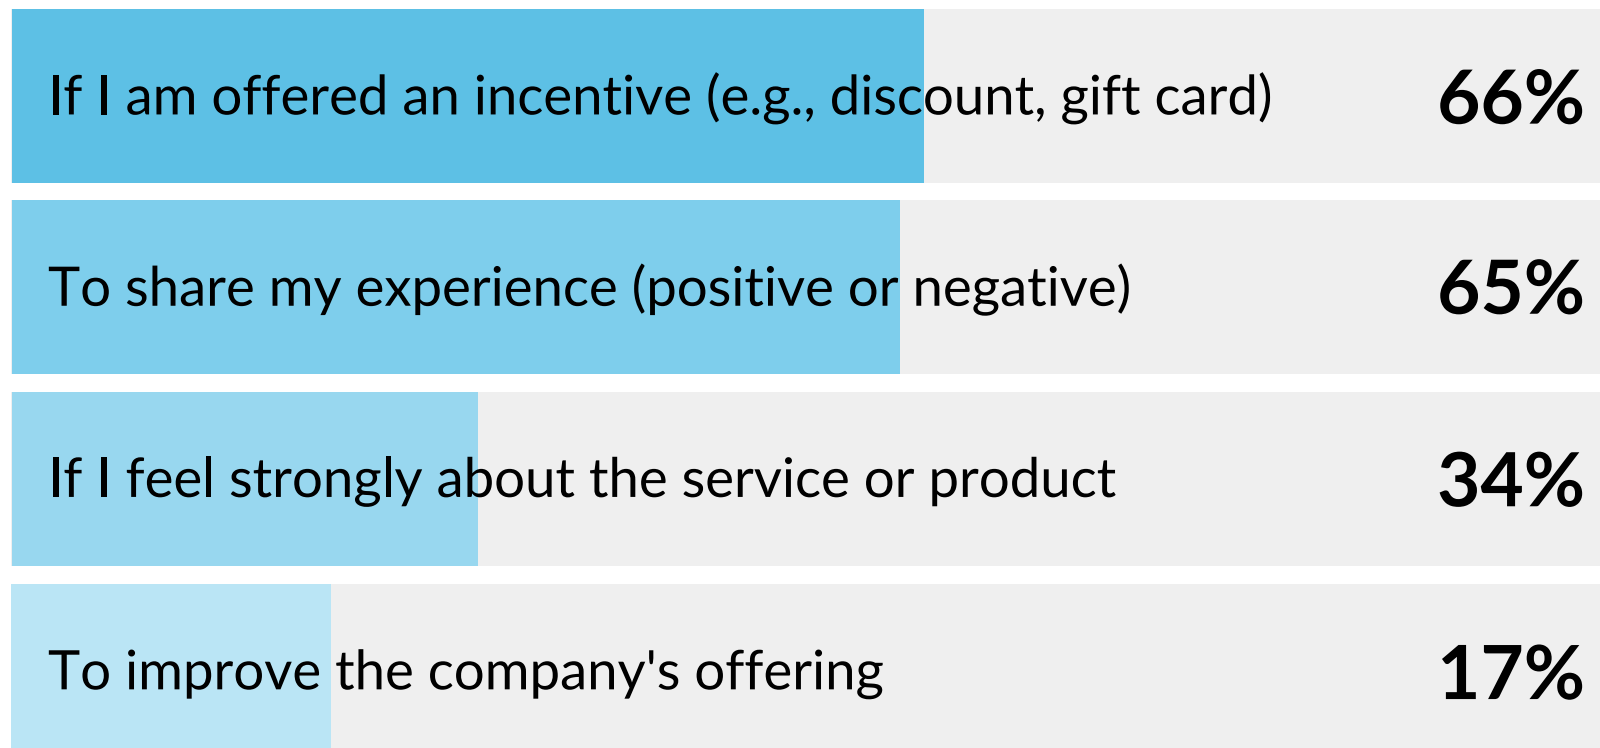 If I am offered an incentive (e.g., discount, gift card) 66%
To share my experience (positive or negative) 65%
If I feel strongly about the service or product 34%
To improve the company's offering 17%